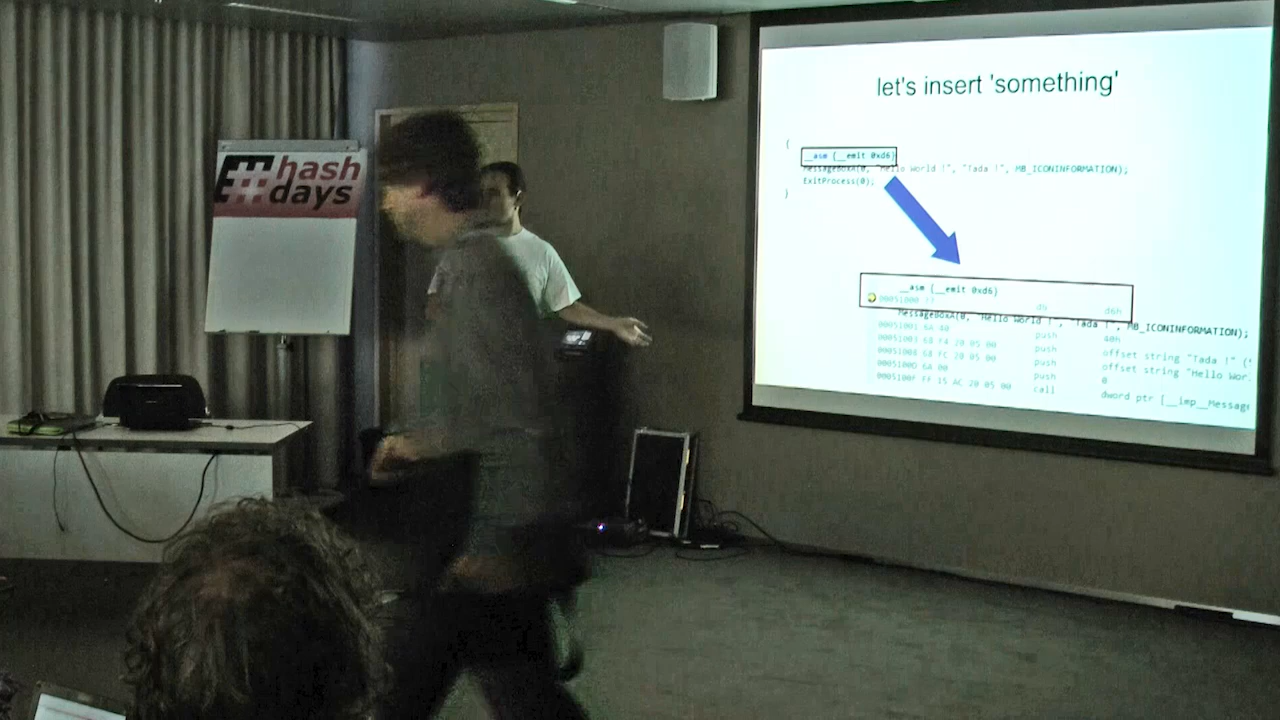 hash
days
let's insert 'something'
{
__asm {__emit 0xd6}
MessageBoxA(0, "Hello World !", "Tada !", MB_ICONINFORMATION);
ExitProcess(0);
}
__asm {__emit 0xd6}
00051000 ?? db d6h
MessageBoxA(0, "Hello World !", "Tada !", MB_ICONINFORMATION);
00051001 6A 40 push 40h
00051003 68 F4 20 05 00 push offset string "Tada !" (
00051008 68 FC 20 05 00 push offset string "Hello Wor
0005100D 6A 00 push 0
0005100F FF 15 AC 20 05 00 call dword ptr [__imp__Message